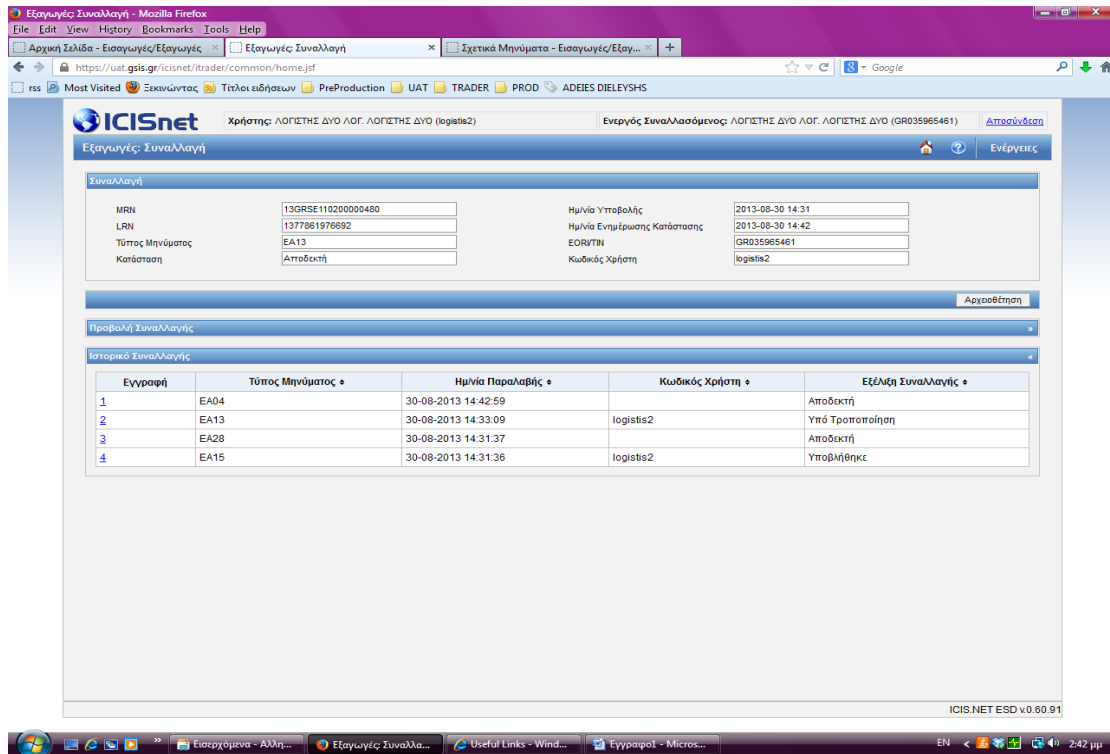 Εξαγωγές: Συναλλαγή - Mozilla Firefox
File Edit View History Bookmarks Tools Help
Αρχική Σελίδα - Εισαγωγές/Εξαγωγές × Εξαγωγές: Συναλλαγή × Σχετικά Μηνύματα - Εισαγωγές/Εξαγ... × +
https://uat.gsis.gr/icisnet/itrader/common/home.jsf Google
rss Most Visited Ξεκινώντας Τίτλοι ειδήσεων PreProduction UAT TRADER PROD ADEIES DIELEYSHS
ICISnet Χρήστης: ΛΟΓΙΣΤΗΣ ΔΥΟ ΛΟΓ. ΛΟΓΙΣΤΗΣ ΔΥΟ (logistis2) Ενεργός Συναλλασόμενος: ΛΟΓΙΣΤΗΣ ΔΥΟ ΛΟΓ. ΛΟΓΙΣΤΗΣ ΔΥΟ (GR035965461) Αποσύνδεση
Εξαγωγές: Συναλλαγή Ενέργειες
Συναλλαγή
MRN 13GRSE110200000480 Ημ/νία Υποβολής 2013-08-30 14:31
LRN 1377861976692 Ημ/νία Ενημέρωσης Κατάστασης 2013-08-30 14:42
Τύπος Μηνύματος EA13 EORI/TIN GR035965461
Κατάσταση Αποδεκτή Κωδικός Χρήστη logistis2
Αρχειοθέτηση
Προβολή Συναλλαγής »
Ιστορικό Συναλλαγής «
Εγγραφή Τύπος Μηνύματος Ημ/νία Παραλαβής Κωδικός Χρήστη Εξέλιξη Συναλλαγής
1 EA04 30-08-2013 14:42:59 Αποδεκτή
2 EA13 30-08-2013 14:33:09 logistis2 Υπό Τροποποίηση
3 EA28 30-08-2013 14:31:37 Αποδεκτή
4 EA15 30-08-2013 14:31:36 logistis2 Υποβλήθηκε
ICIS.NET ESD v.0.60.91
» Εισερχόμενα - Αλλη... Εξαγωγές: Συναλλα... Useful Links - Wind... Έγγραφο1 - Micros... EN < 2:42 μμ